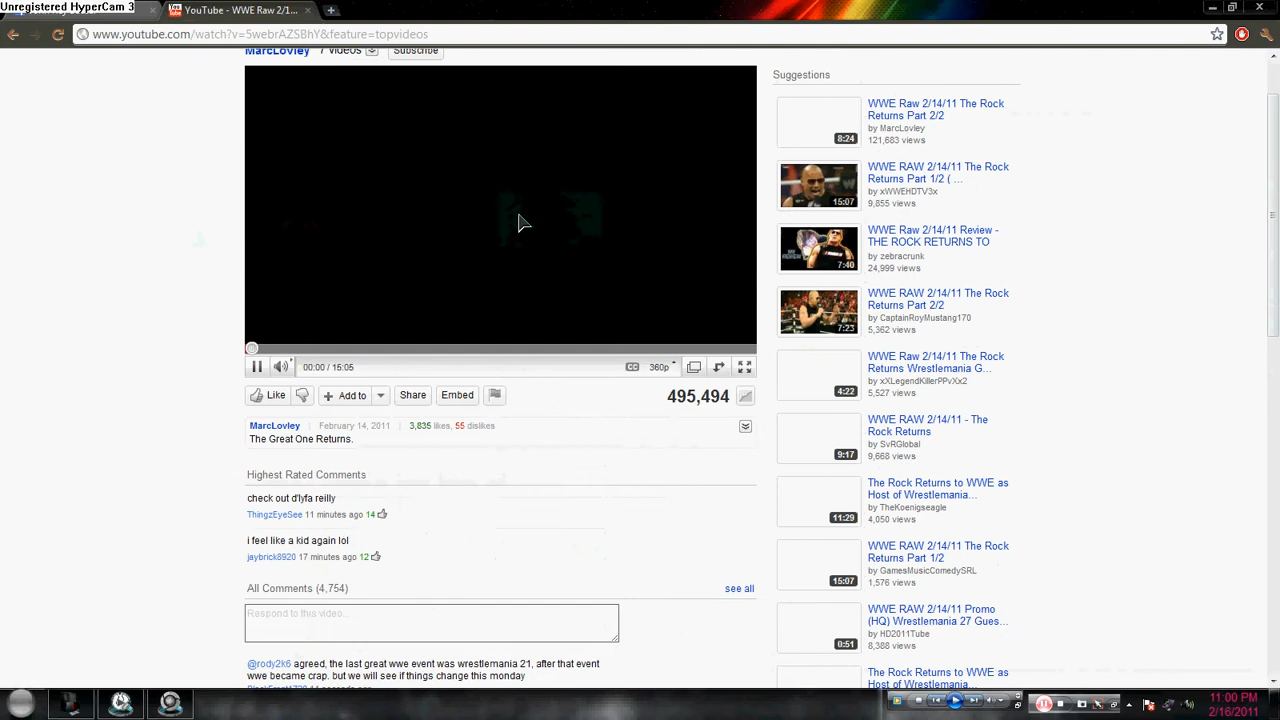 Unregistered HyperCam 3
YouTube - WWE Raw 2/1...
www.youtube.com/watch?v=5webrAZSBhY&feature=topvideos
MarcLovley 7 videos Subscribe
00:00 / 15:05 CC 360p
Like Add to Share Embed 495,494
MarcLovley February 14, 2011 3,835 likes, 55 dislikes
The Great One Returns.
Highest Rated Comments
check out d'lyfa reilly
ThingzEyeSee 11 minutes ago 14
i feel like a kid again lol
jaybrick8920 17 minutes ago 12
All Comments (4,754) see all
Respond to this video...
@rody2k6 agreed, the last great wwe event was wrestlemania 21, after that event
wwe became crap. but we will see if things change this monday
Suggestions
WWE Raw 2/14/11 The Rock
Returns Part 2/2
by MarcLovley
121,683 views
8:24
WWE RAW 2/14/11 The Rock
Returns Part 1/2 ( ...
by xWWEHDTV3x
9,855 views
15:07
WWE Raw 2/14/11 Review -
THE ROCK RETURNS TO
by zebracrunk
24,999 views
7:40
WWE RAW 2/14/11 The Rock
Returns Part 2/2
by CaptainRoyMustang170
5,362 views
7:23
WWE Raw 2/14/11 The Rock
Returns Wrestlemania G...
by xXLegendKillerPPvXx2
5,527 views
4:22
WWE RAW 2/14/11 - The
Rock Returns
by SvRGlobal
9,668 views
9:17
The Rock Returns to WWE as
Host of Wrestlemania...
by TheKoenigseagle
4,050 views
11:29
WWE RAW 2/14/11 The Rock
Returns Part 1/2
by GamesMusicComedySRL
1,576 views
15:07
WWE RAW 2/14/11 Promo
(HQ) Wrestlemania 27 Gues...
by HD2011Tube
8,388 views
0:51
The Rock Returns to WWE as
Host of Wrestlemania...
11:00 PM
2/16/2011